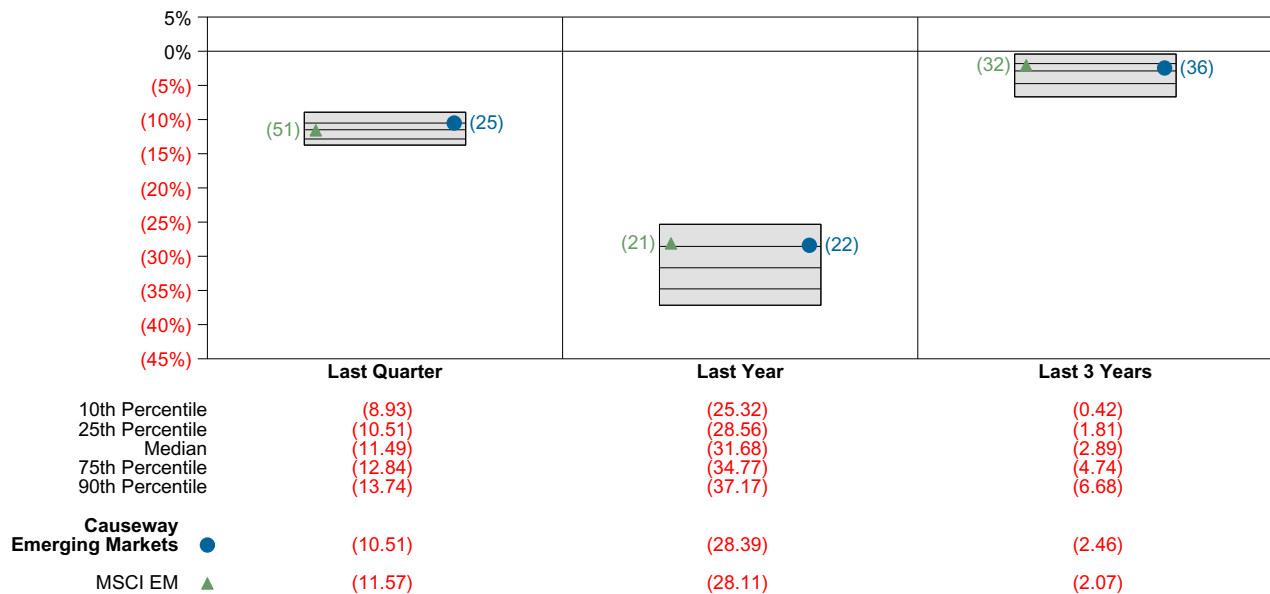 5%
0%
(5%)
(10%)
(15%)
(20%)
(25%)
(30%)
(35%)
(40%)
(45%)
(51)
(25)
(21)
(22)
(32)
(36)
Last Quarter Last Year Last 3 Years
10th Percentile (8.93) (25.32) (0.42)
25th Percentile (10.51) (28.56) (1.81)
Median (11.49) (31.68) (2.89)
75th Percentile (12.84) (34.77) (4.74)
90th Percentile (13.74) (37.17) (6.68)
Causeway
Emerging Markets (10.51) (28.39) (2.46)
MSCI EM (11.57) (28.11) (2.07)